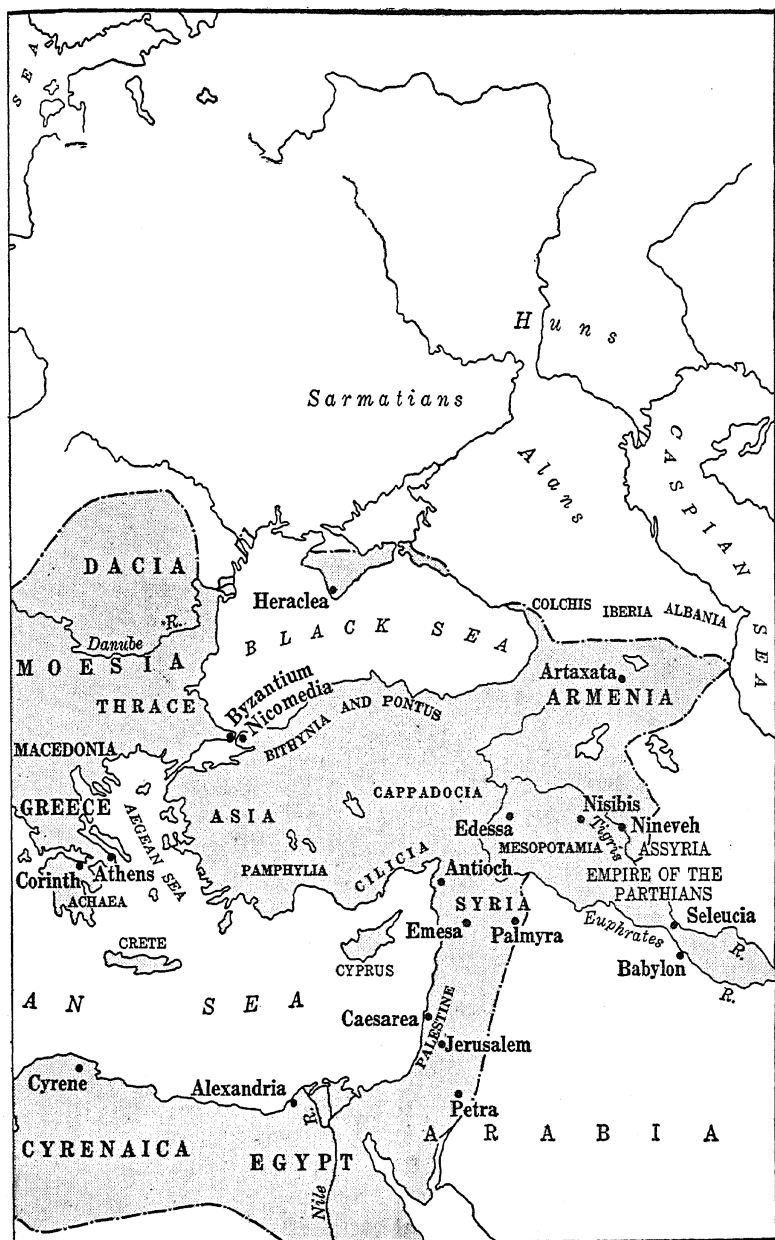 SEA
Huns
Sarmatians
Alans
CASPIAN
SEA
DACIA
Heraclea
COLCHIS
IBERIA
ALBANIA
R.
Danube
BLACK SEA
MOESIA
Artaxata
ARMENIA
THRACE
Byzantium
Nicomedia
BITHYNIA AND PONTUS
MACEDONIA
CAPPADOCIA
GREECE
AEGEAN SEA
ASIA
Nisibis
Edessa
Tigris
Nineveh
MESOPOTAMIA
ASSYRIA
PAMPHYLIA
CILICIA
Antioch
EMPIRE OF THE
PARTHIANS
Corinth
Athens
ACHAEA
SYRIA
Seleucia
Emesa
Palmyra
Euphrates
R.
CRETE
CYPRUS
Babylon
R.
AN SEA
Caesarea
PALESTINE
Jerusalem
Cyrene
Alexandria
R.
Petra
ARABIA
CYRENAICA
EGYPT
Nile